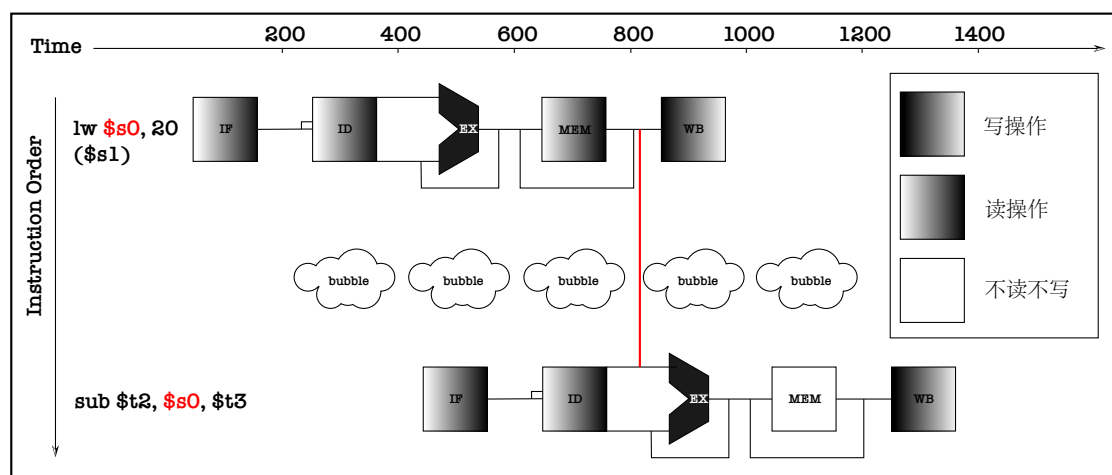 Time 200 400 600 800 1000 1200 1400
Instruction Order
lw $s0, 20
($s1)
IF ID EX MEM WB
bubble bubble bubble bubble bubble
sub $t2, $s0, $t3
IF ID EX MEM WB
写操作
读操作
不读不写